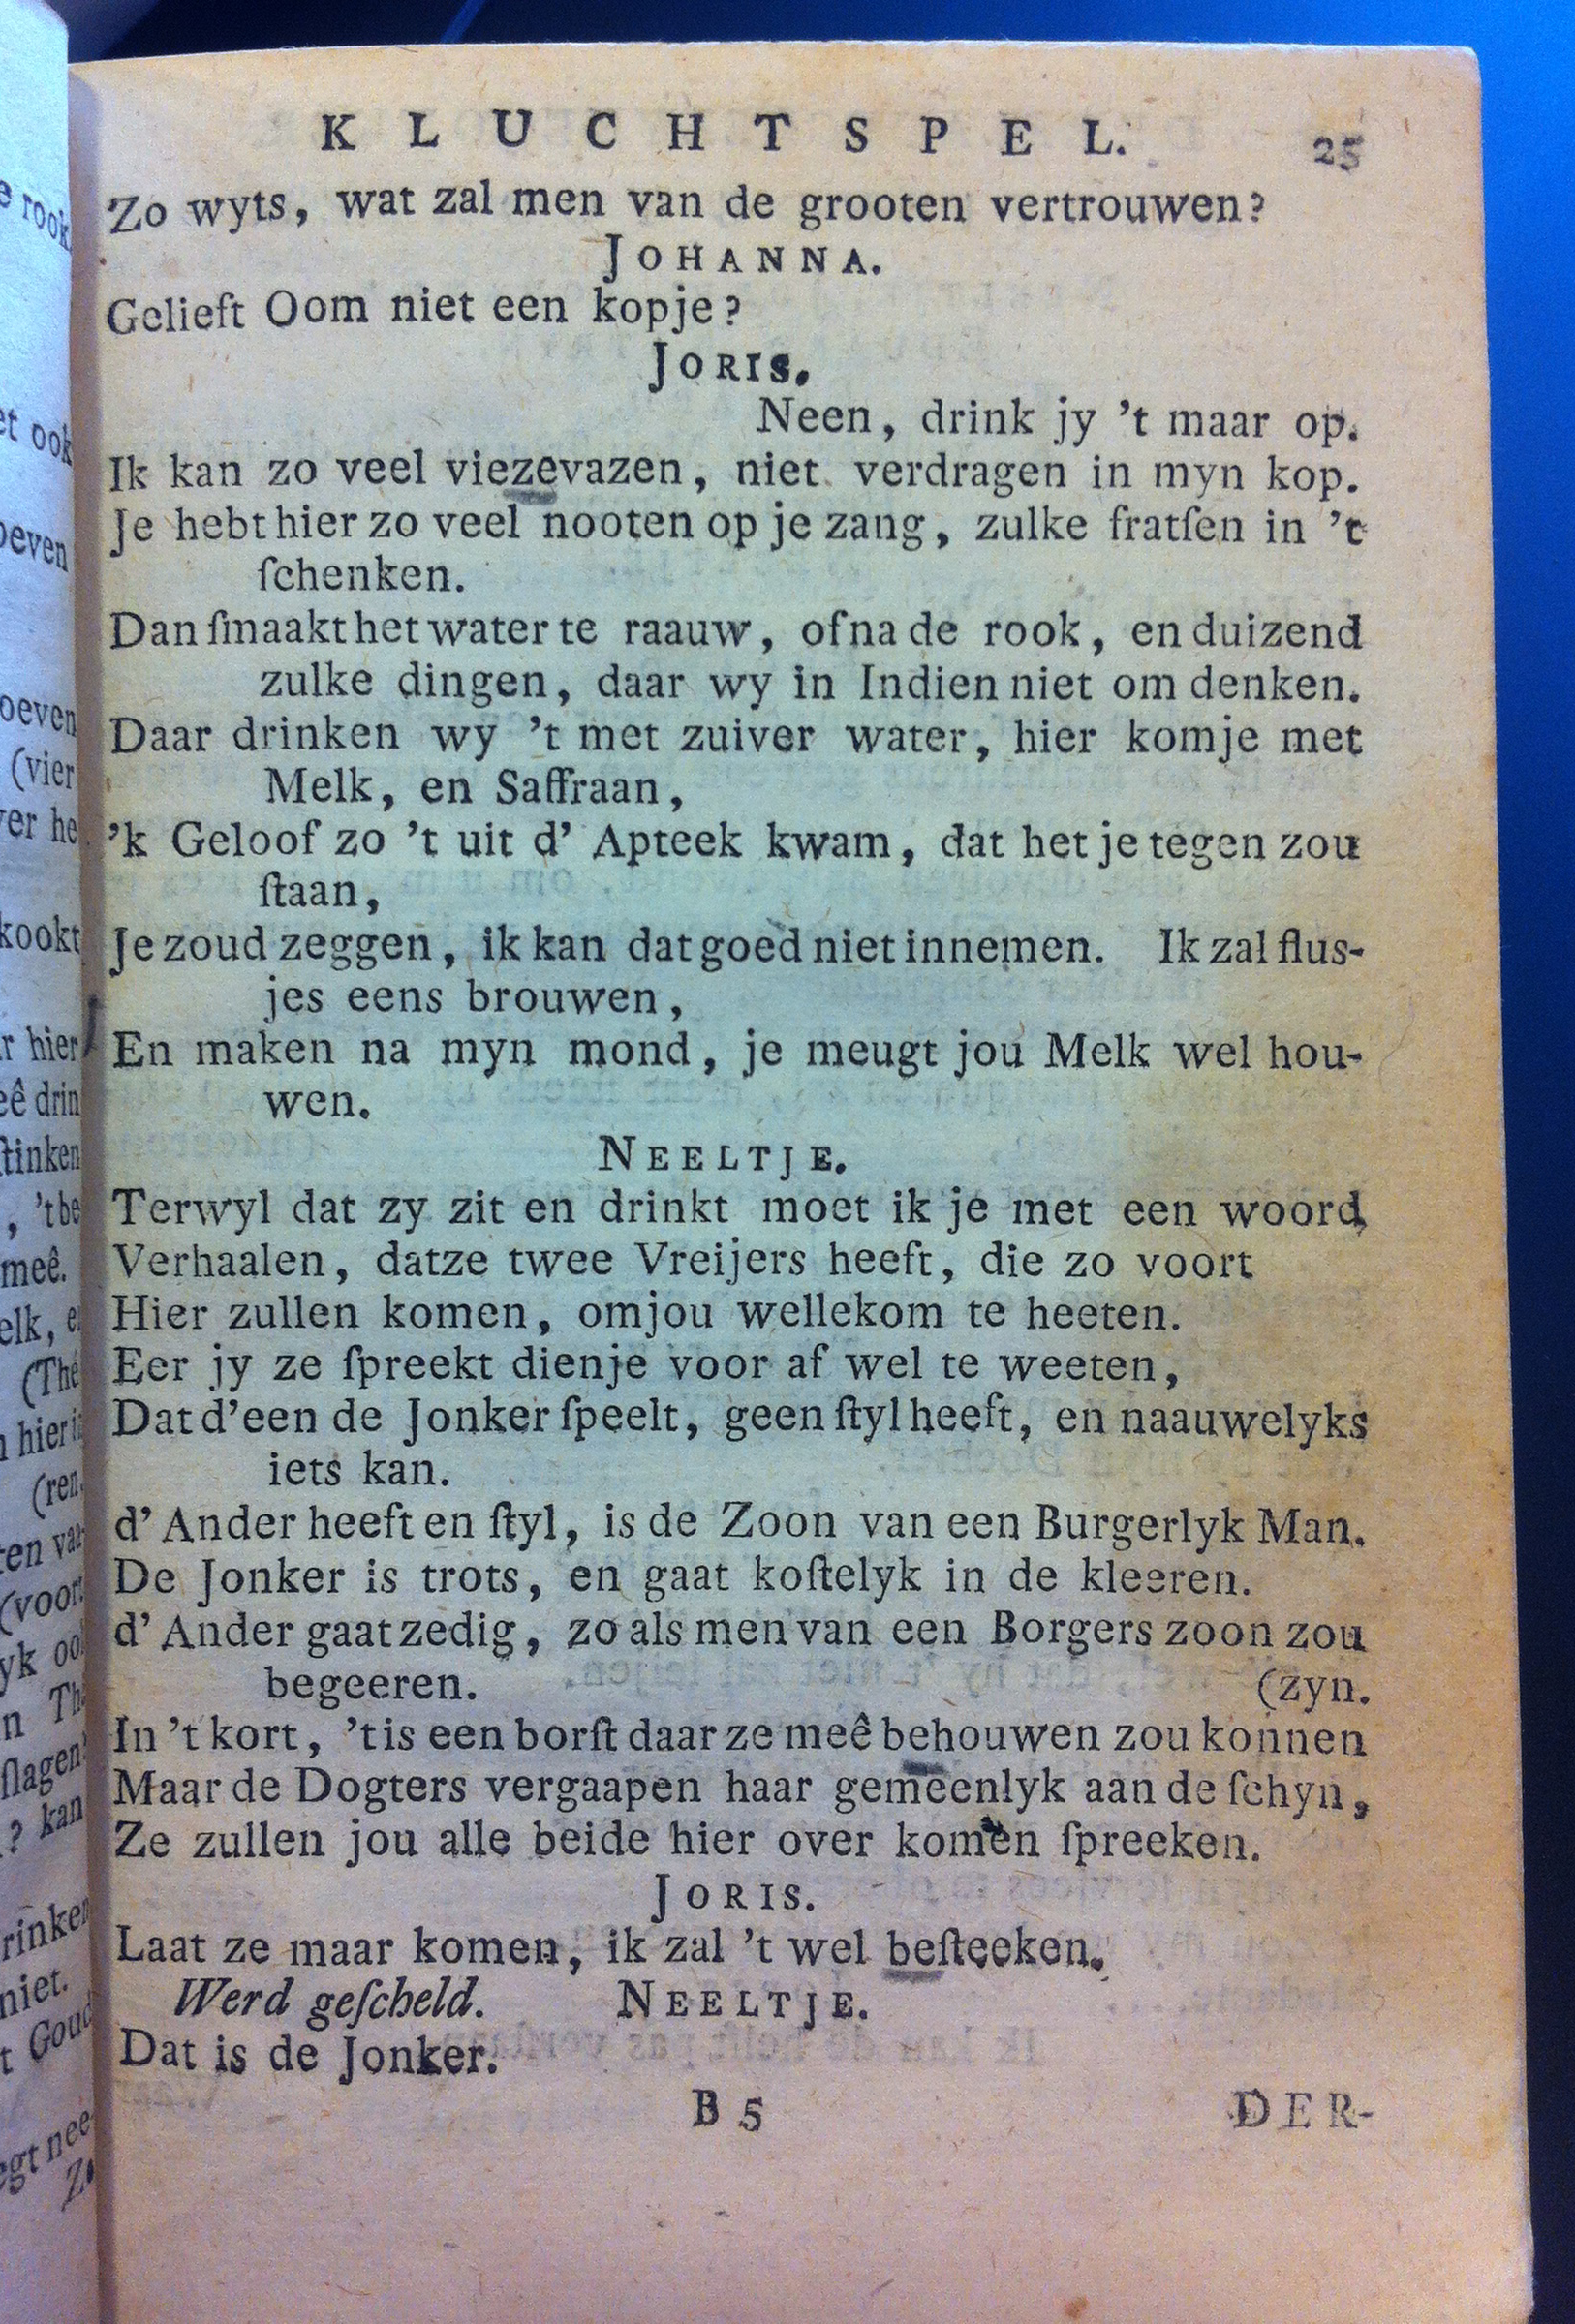 KLUCHTSPEL. 25
Zo wyts, wat zal men van de grooten vertrouwen?
JOHANNA.
Gelieft Oom niet een kopje?
JORIS.
Neen, drink jy 't maar op.
Ik kan zo veel viezevazen, niet verdragen in myn kop.
Je hebt hier zo veel nooten op je zang, zulke fratſen in 't
ſchenken.
Dan ſmaakt het water te raauw, of na de rook, en duizend
zulke dingen, daar wy in Indien niet om denken.
Daar drinken wy 't met zuiver water, hier komje met
Melk, en Saffraan,
'k Geloof zo 't uit d' Apteek kwam, dat het je tegen zou
ſtaan,
Je zoud zeggen, ik kan dat goed niet innemen. Ik zal flus-
jes eens brouwen,
En maken na myn mond, je meugt jou Melk wel hou-
wen.
NEELTJE.
Terwyl dat zy zit en drinkt moet ik je met een woord,
Verhaalen, datze twee Vreijers heeft, die zo voort
Hier zullen komen, omjou wellekom te heeten.
Eer jy ze ſpreekt dienje voor af wel te weeten,
Dat d'een de Jonker ſpeelt, geen ſtyl heeft, en naauwelyks
iets kan.
d' Ander heeft en ſtyl, is de Zoon van een Burgerlyk Man.
De Jonker is trots, en gaat koſtelyk in de kleeren.
d' Ander gaat zedig, zo als men van een Borgers zoon zou
begeeren. (zyn.
In 't kort, 't is een borſt daar ze meê behouwen zou konnen
Maar de Dogters vergaapen haar gemeenlyk aan de ſchyn,
Ze zullen jou alle beide hier over komen ſpreeken.
JORIS.
Laat ze maar komen, ik zal 't wel beſteeken.
Werd geſcheld. NEELTJE.
Dat is de Jonker.
B 5 DER-